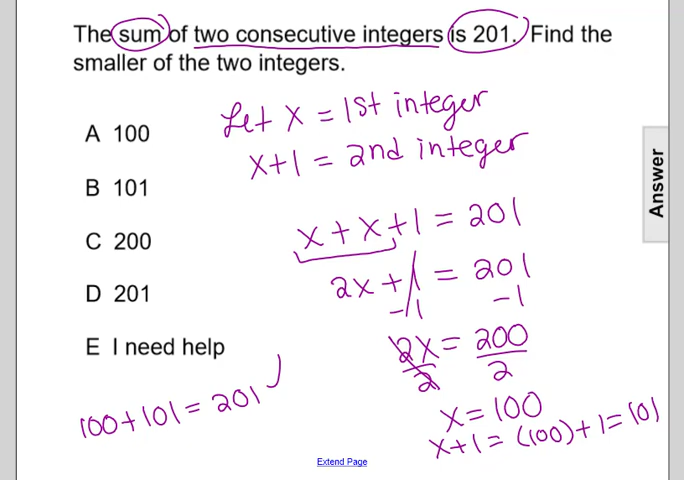 The sum of two consecutive integers is 201. Find the
smaller of the two integers.
Let x = 1st integer
A 100
x+1 = 2nd integer
B 101
x + x + 1 = 201
C 200
2x + 1 = 201
D 201
-1 -1
E I need help
2x = 200
2 2
100 + 101 = 201
x = 100
x+1 = (100) + 1 = 101
Extend Page
Answer